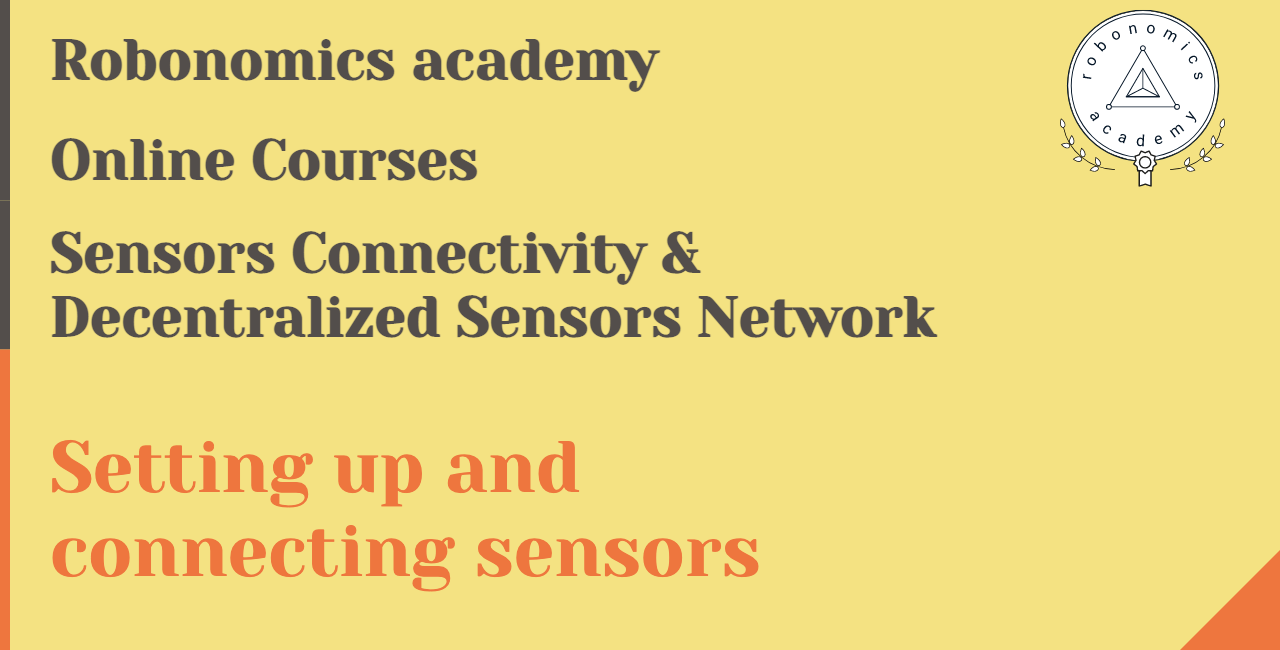 Robonomics academy
robonomics
academy
Online Courses
Sensors Connectivity &
Decentralized Sensors Network
Setting up and
connecting sensors